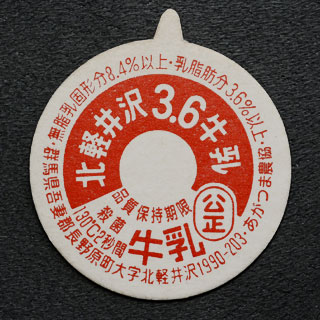 無脂乳固形分8.4%以上・乳脂肪分3.6%以上・あがつま農協
北軽井沢3.6牛
品質保持期限
殺菌
130℃2秒間
牛乳
公正
群馬県吾妻郡長野原町大字北軽井沢1990-203